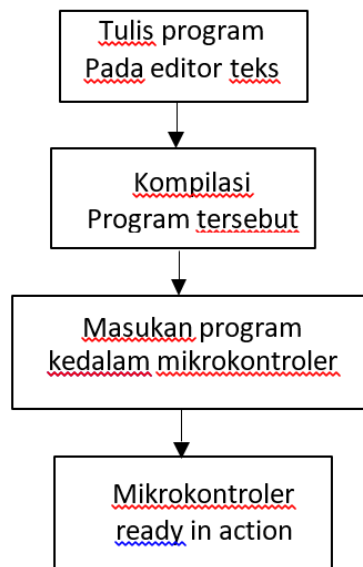 Tulis program
Pada editor teks
Kompilasi
Program tersebut
Masukan program
kedalam mikrokontroler
Mikrokontroler
ready in action